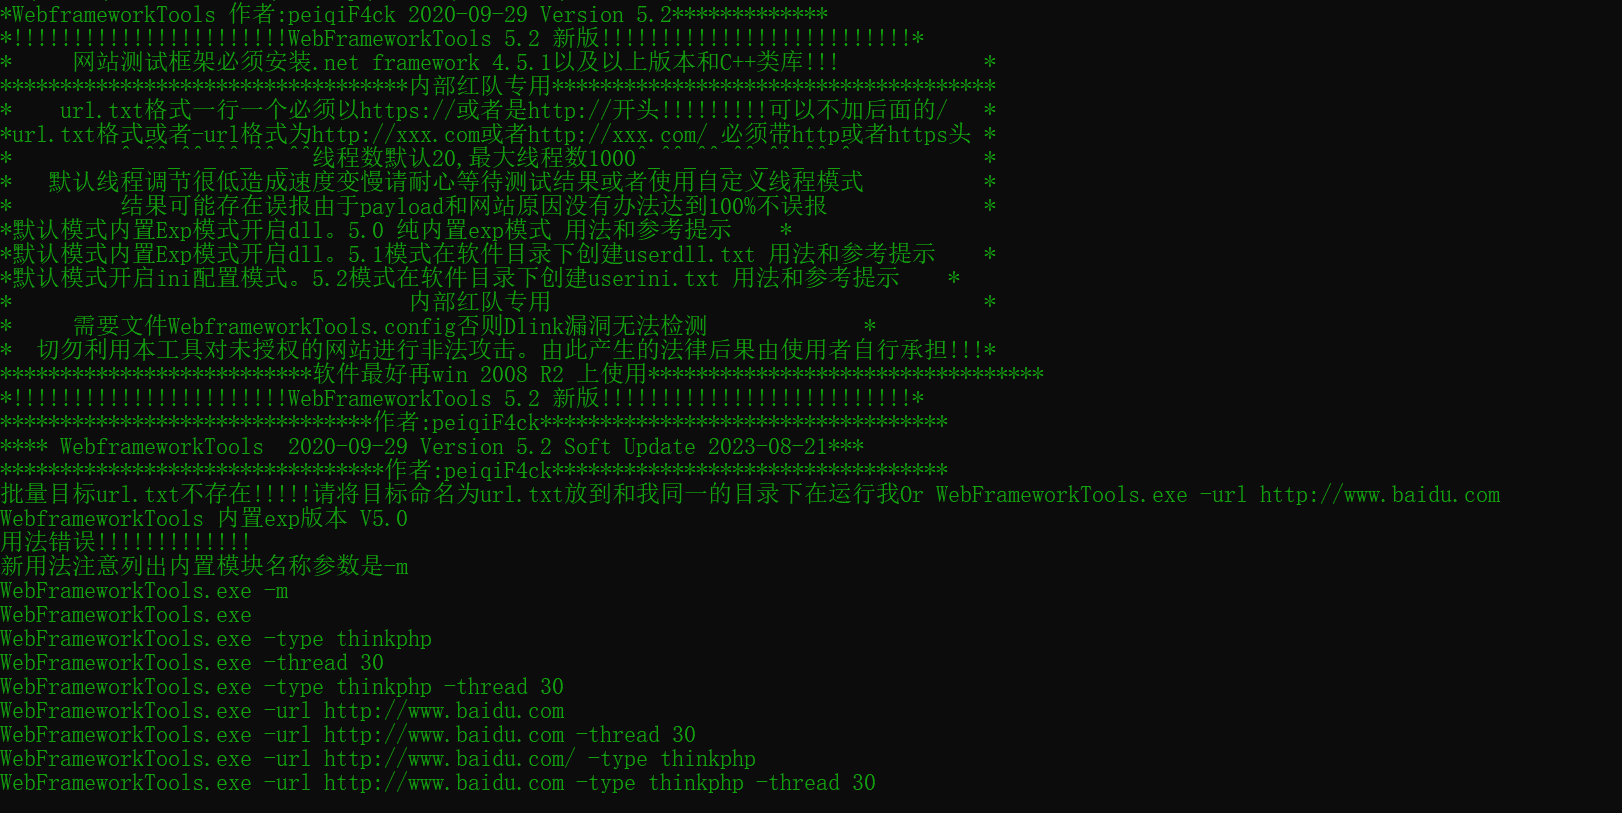 *WebframeworkTools 作者:peiqiF4ck 2020-09-29 Version 5.2*************
*!!!!!!!!!!!!!!!!!!!!!!!WebFrameworkTools 5.2 新版!!!!!!!!!!!!!!!!!!!!!!!!!!*
*     网站测试框架必须安装.net framework 4.5.1以及以上版本和C++类库!!!            *
**********************************内部红队专用*************************************
*    url.txt格式一行一个必须以https://或者是http://开头!!!!!!!!!可以不加后面的/   *
*url.txt格式或者-url格式为http://xxx.com或者http://xxx.com/ 必须带http或者https头 *
*         ^_^^_^^_^^_^^_^^线程数默认20,最大线程数1000^_^^_^^_^^_^^_^^_^           *
*   默认线程调节很低造成速度变慢请耐心等待测试结果或者使用自定义线程模式          *
*         结果可能存在误报由于payload和网站原因没有办法达到100%不误报             *
*默认模式内置Exp模式开启dll。5.0 纯内置exp模式 用法和参考提示    *
*默认模式内置Exp模式开启dll。5.1模式在软件目录下创建userdll.txt 用法和参考提示    *
*默认模式开启ini配置模式。5.2模式在软件目录下创建userini.txt 用法和参考提示    *
*                                 内部红队专用                                    *
*     需要文件WebframeworkTools.config否则Dlink漏洞无法检测             *
*  切勿利用本工具对未授权的网站进行非法攻击。由此产生的法律后果由使用者自行承担!!!*
**************************软件最好再win 2008 R2 上使用*********************************
*!!!!!!!!!!!!!!!!!!!!!!!WebFrameworkTools 5.2 新版!!!!!!!!!!!!!!!!!!!!!!!!!!*
*******************************作者:peiqiF4ck**********************************
**** WebframeworkTools  2020-09-29 Version 5.2 Soft Update 2023-08-21***
********************************作者:peiqiF4ck*********************************
批量目标url.txt不存在!!!!!请将目标命名为url.txt放到和我同一的目录下在运行我Or WebFrameworkTools.exe -url http://www.baidu.com
WebframeworkTools 内置exp版本 V5.0
用法错误!!!!!!!!!!!!!
新用法注意列出内置模块名称参数是-m
WebFrameworkTools.exe -m
WebFrameworkTools.exe
WebFrameworkTools.exe -type thinkphp
WebFrameworkTools.exe -thread 30
WebFrameworkTools.exe -type thinkphp -thread 30
WebFrameworkTools.exe -url http://www.baidu.com
WebFrameworkTools.exe -url http://www.baidu.com -thread 30
WebFrameworkTools.exe -url http://www.baidu.com/ -type thinkphp
WebFrameworkTools.exe -url http://www.baidu.com -type thinkphp -thread 30